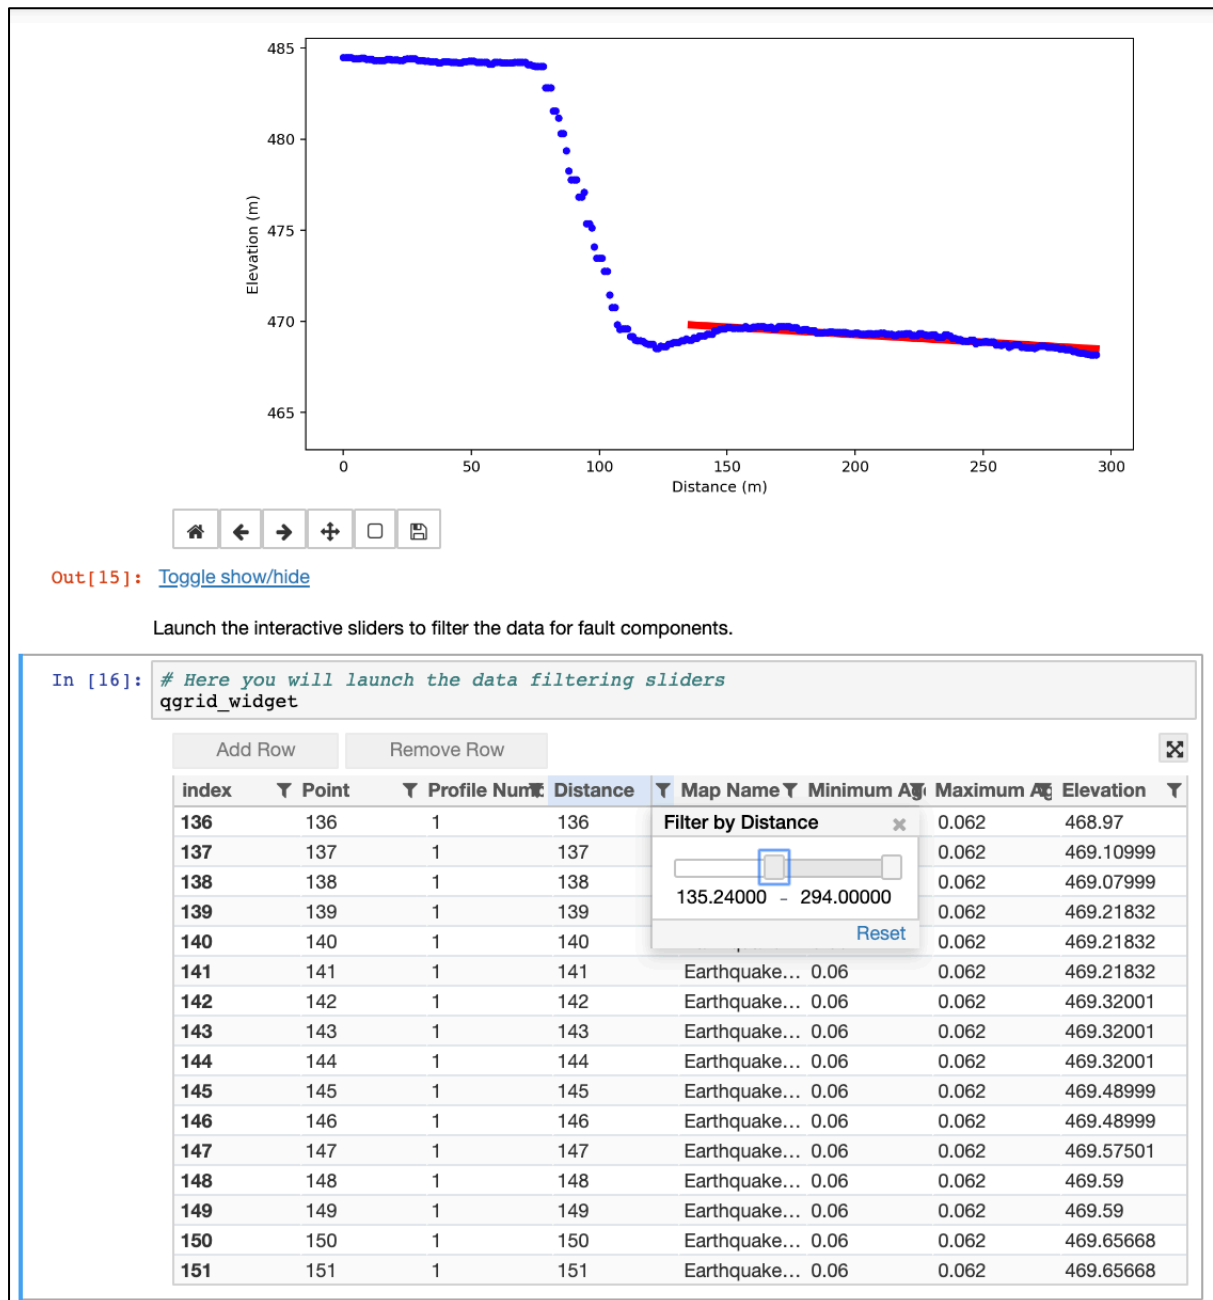 485
480
475
470
465
Elevation (m)
0 50 100 150 200 250 300
Distance (m)
Out[15]: Toggle show/hide
Launch the interactive sliders to filter the data for fault components.
In [16]: # Here you will launch the data filtering sliders
qgrid_widget
Add Row Remove Row
index Point Profile Num Distance Map Name Minimum Ag Maximum Ag Elevation
136 136 1 136 0.062 468.97
137 137 1 137 0.062 469.10999
138 138 1 138 0.062 469.07999
139 139 1 139 0.062 469.21832
140 140 1 140 0.062 469.21832
Filter by Distance
135.24000 - 294.00000
Reset
141 141 1 141 Earthquake... 0.06 0.062 469.21832
142 142 1 142 Earthquake... 0.06 0.062 469.32001
143 143 1 143 Earthquake... 0.06 0.062 469.32001
144 144 1 144 Earthquake... 0.06 0.062 469.32001
145 145 1 145 Earthquake... 0.06 0.062 469.48999
146 146 1 146 Earthquake... 0.06 0.062 469.48999
147 147 1 147 Earthquake... 0.06 0.062 469.57501
148 148 1 148 Earthquake... 0.06 0.062 469.59
149 149 1 149 Earthquake... 0.06 0.062 469.59
150 150 1 150 Earthquake... 0.06 0.062 469.65668
151 151 1 151 Earthquake... 0.06 0.062 469.65668